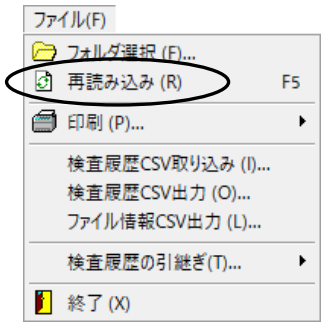 ファイル(F)
フォルダ選択 (F)...
再読み込み (R) F5
印刷 (P)...
検査履歴CSV取り込み (I)...
検査履歴CSV出力 (O)...
ファイル情報CSV出力 (L)...
検査履歴の引継ぎ(T)...
終了 (X)